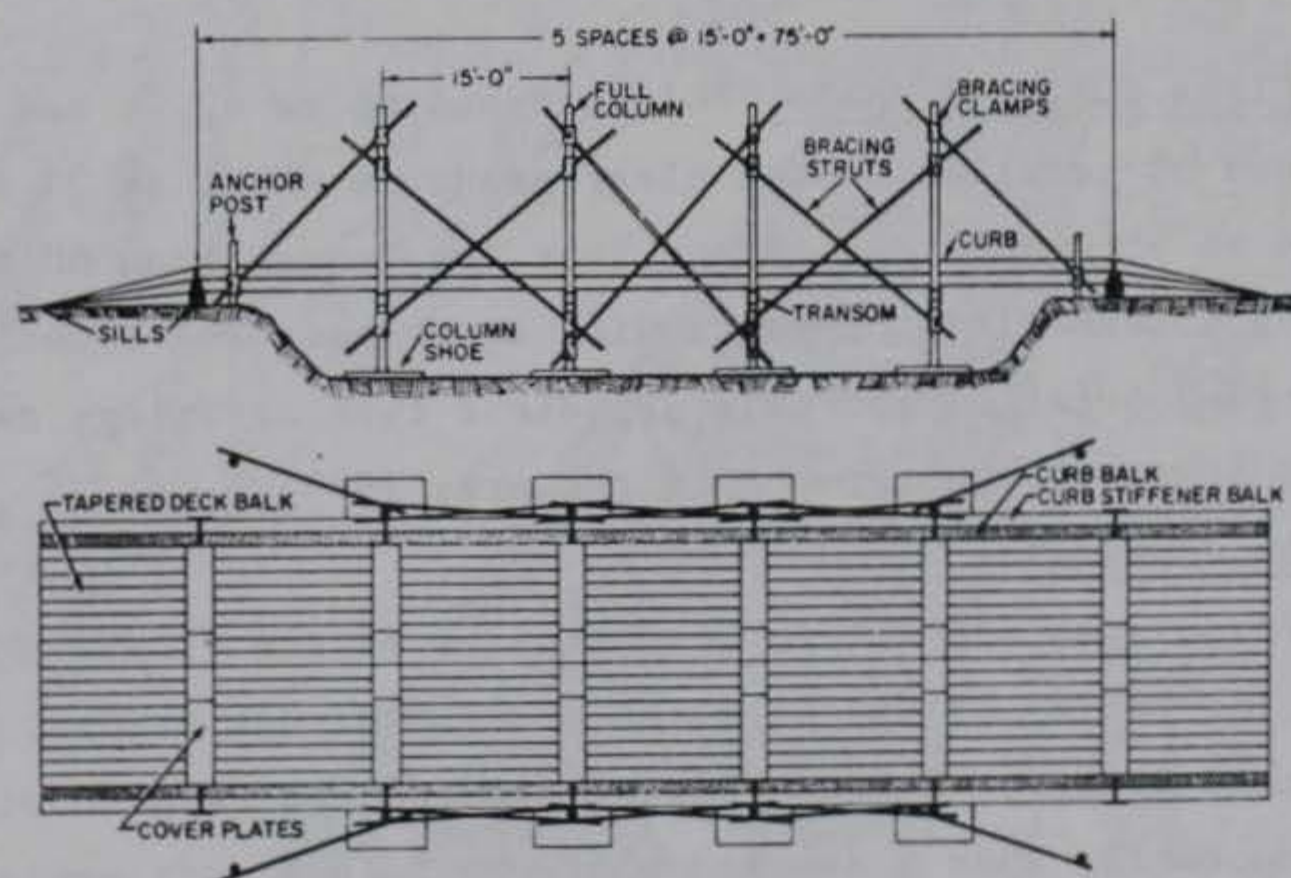 5 SPACES @ 15'-0" = 75'-0"
15'-0"
FULL
COLUMN
BRACING
CLAMPS
BRACING
STRUTS
ANCHOR
POST
CURB
SILLS
COLUMN
SHOE
TRANSOM
TAPERED DECK BALK
CURB BALK
CURB STIFFENER BALK
COVER PLATES